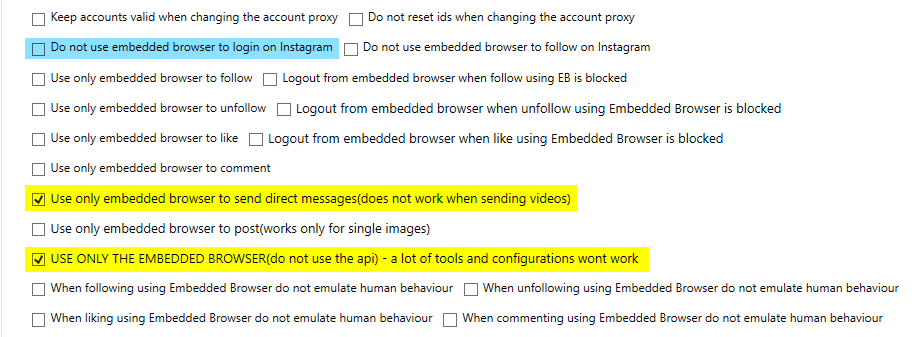 Keep accounts valid when changing the account proxy Do not reset ids when changing the account proxy
Do not use embedded browser to login on Instagram Do not use embedded browser to follow on Instagram
Use only embedded browser to follow Logout from embedded browser when follow using EB is blocked
Use only embedded browser to unfollow Logout from embedded browser when unfollow using Embedded Browser is blocked
Use only embedded browser to like Logout from embedded browser when like using Embedded Browser is blocked
Use only embedded browser to comment
Use only embedded browser to send direct messages(does not work when sending videos)
Use only embedded browser to post(works only for single images)
USE ONLY THE EMBEDDED BROWSER(do not use the api) - a lot of tools and configurations wont work
When following using Embedded Browser do not emulate human behaviour When unfollowing using Embedded Browser do not emulate human behaviour
When liking using Embedded Browser do not emulate human behaviour When commenting using Embedded Browser do not emulate human behaviour